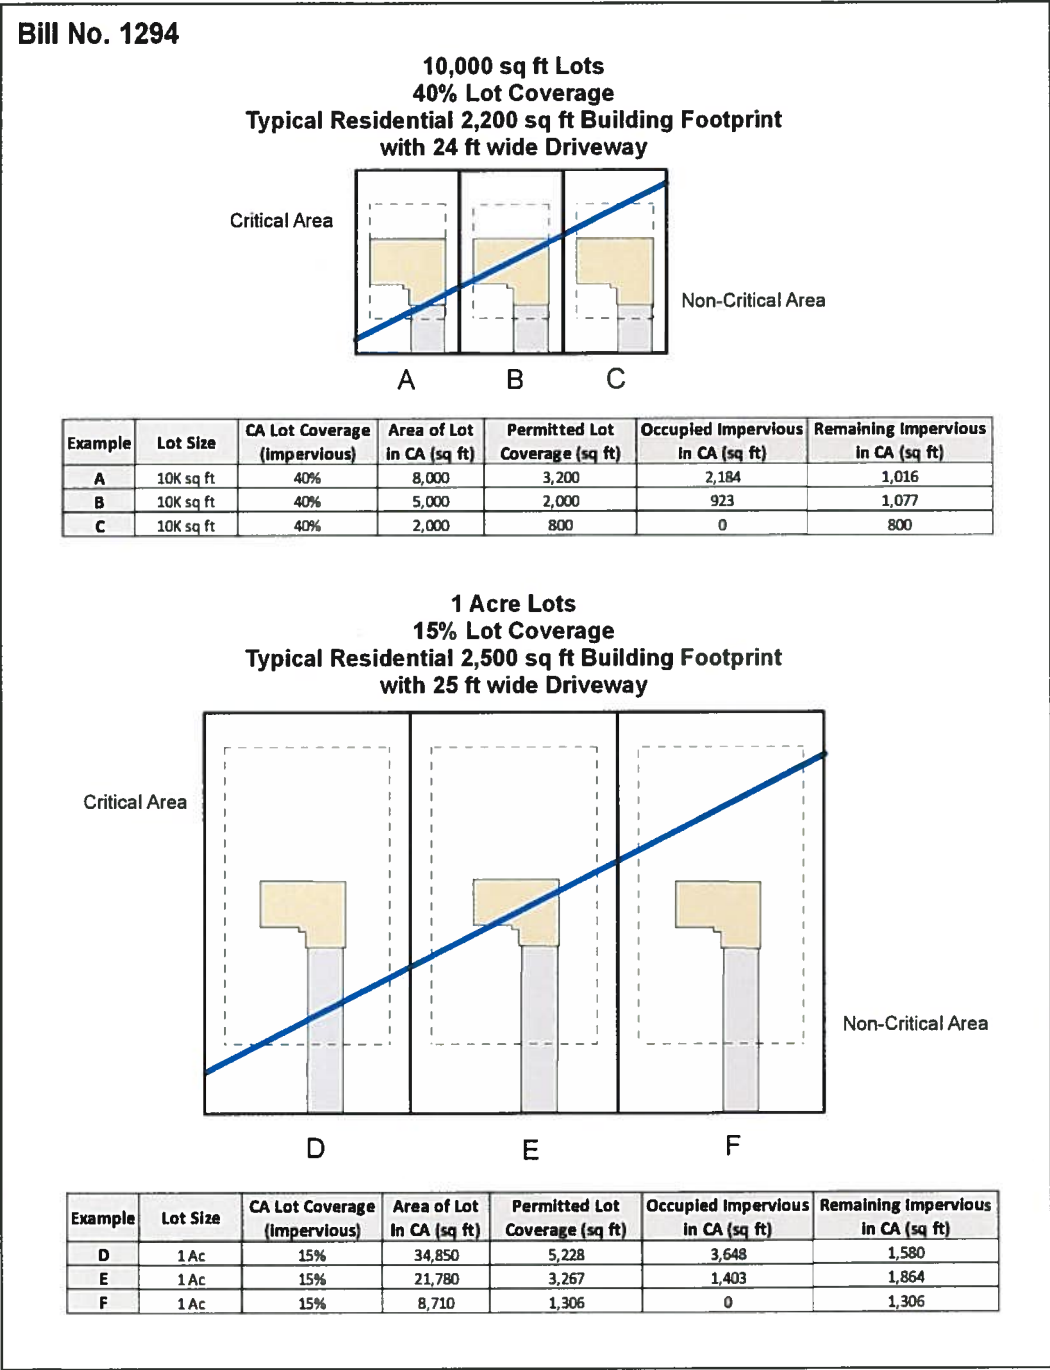 Bill No. 1294
10,000 sq ft Lots
40% Lot Coverage
Typical Residential 2,200 sq ft Building Footprint
with 24 ft wide Driveway
Critical Area
Non-Critical Area
A B C
Example Lot Size CA Lot Coverage (impervious) Area of Lot in CA (sq ft) Permitted Lot Coverage (sq ft) Occupied Impervious in CA (sq ft) Remaining Impervious in CA (sq ft)
A 10K sq ft 40% 8,000 3,200 2,184 1,016
B 10K sq ft 40% 5,000 2,000 923 1,077
C 10K sq ft 40% 2,000 800 0 800
1 Acre Lots
15% Lot Coverage
Typical Residential 2,500 sq ft Building Footprint
with 25 ft wide Driveway
Critical Area
Non-Critical Area
D E F
Example Lot Size CA Lot Coverage (impervious) Area of Lot in CA (sq ft) Permitted Lot Coverage (sq ft) Occupied Impervious in CA (sq ft) Remaining Impervious in CA (sq ft)
D 1 Ac 15% 34,850 5,228 3,648 1,580
E 1 Ac 15% 21,780 3,267 1,403 1,864
F 1 Ac 15% 8,710 1,306 0 1,306